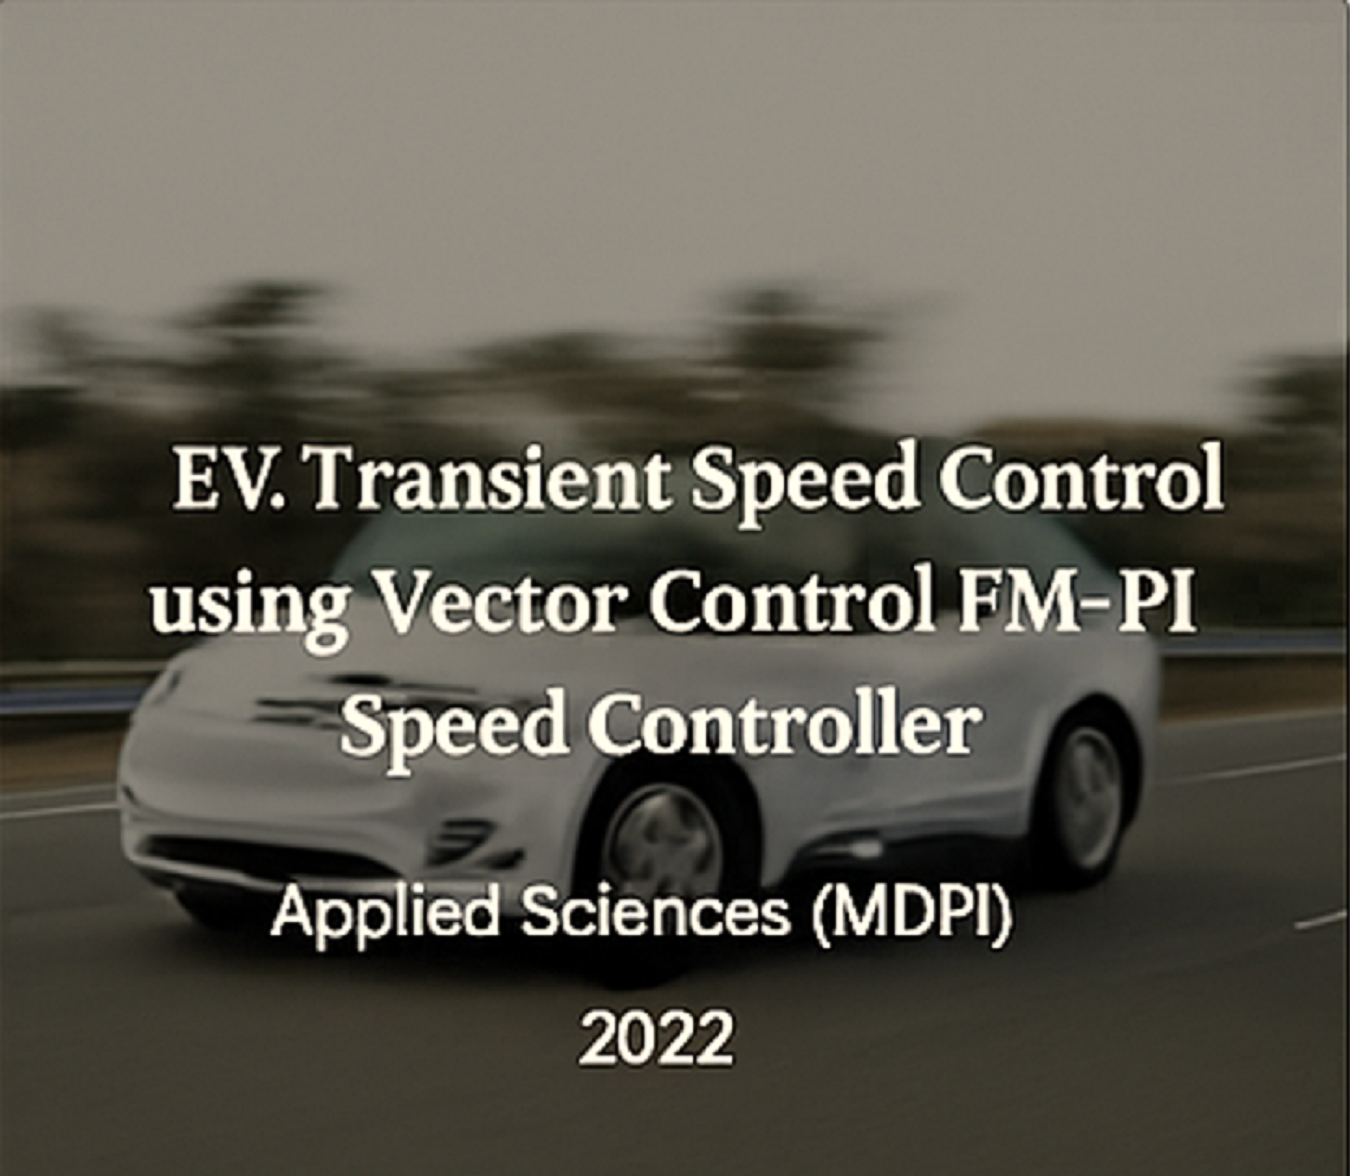 EV. Transient Speed Control
using Vector Control FM-PI
Speed Controller
Applied Sciences (MDPI)
2022